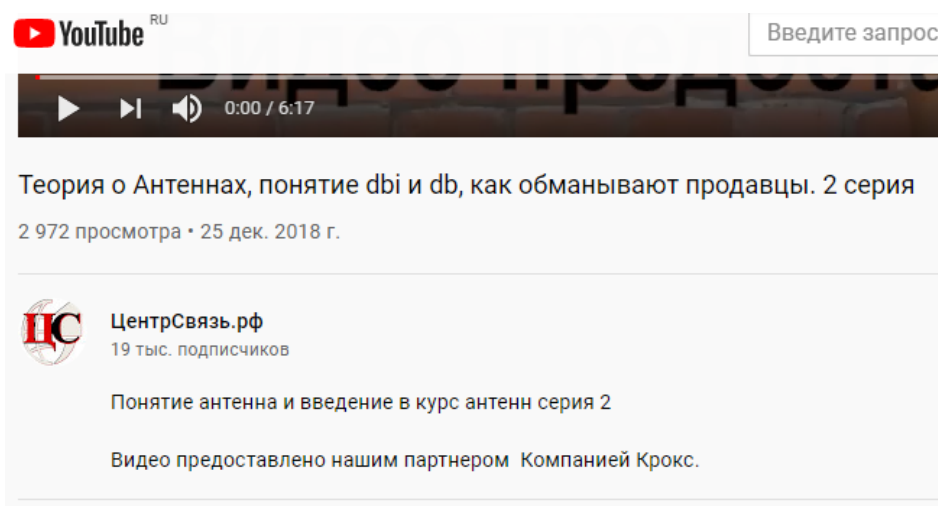 YouTube RU
Введите запрос
0:00 / 6:17
Теория о Антеннах, понятие dbi и db, как обманывают продавцы. 2 серия
2 972 просмотра • 25 дек. 2018 г.
ЦС
ЦентрСвязь.рф
19 тыс. подписчиков
Понятие антенна и введение в курс антенн серия 2
Видео предоставлено нашим партнером Компанией Крокс.